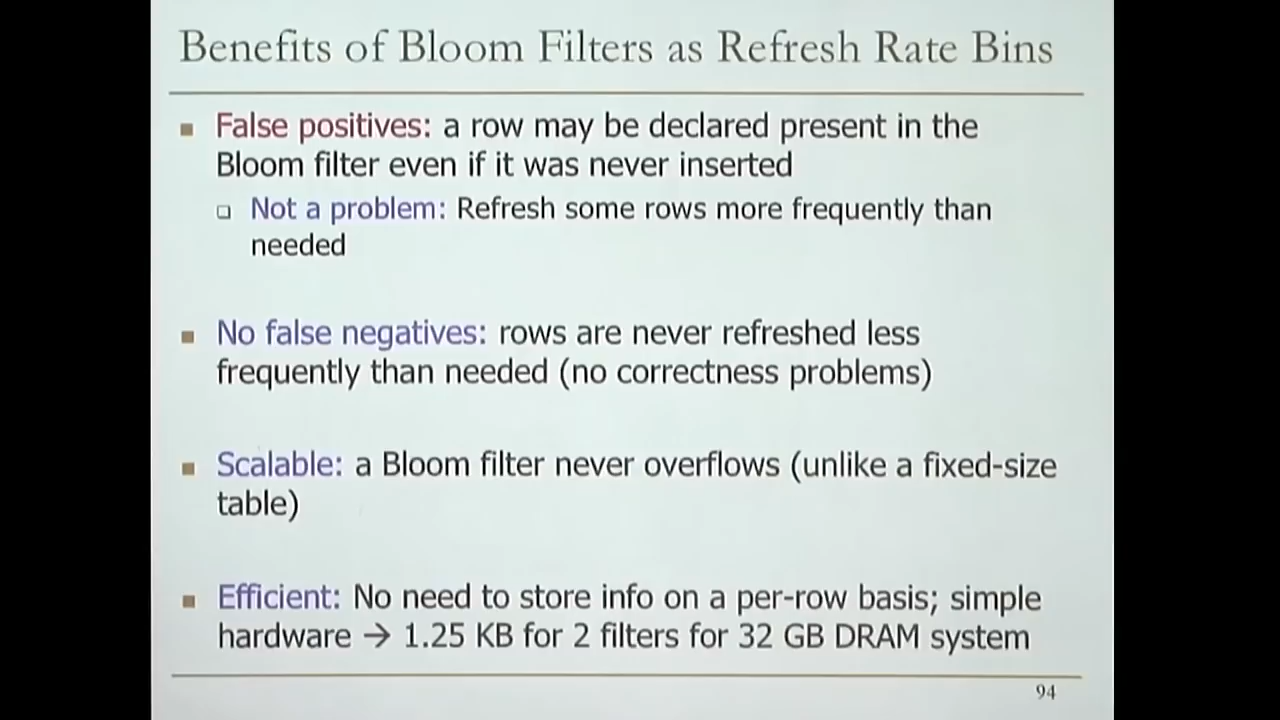 Benefits of Bloom Filters as Refresh Rate Bins
False positives: a row may be declared present in the
Bloom filter even if it was never inserted
Not a problem: Refresh some rows more frequently than
needed
No false negatives: rows are never refreshed less
frequently than needed (no correctness problems)
Scalable: a Bloom filter never overflows (unlike a fixed-size
table)
Efficient: No need to store info on a per-row basis; simple
hardware → 1.25 KB for 2 filters for 32 GB DRAM system
94